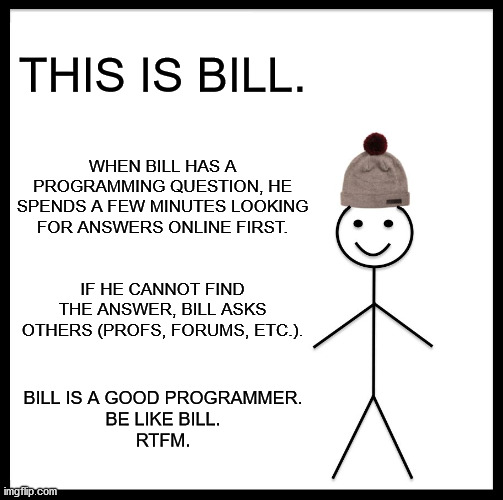 THIS IS BILL.
WHEN BILL HAS A
PROGRAMMING QUESTION, HE
SPENDS A FEW MINUTES LOOKING
FOR ANSWERS ONLINE FIRST.
IF HE CANNOT FIND
THE ANSWER, BILL ASKS
OTHERS (PROFS, FORUMS, ETC.).
BILL IS A GOOD PROGRAMMER.
BE LIKE BILL.
RTFM.
imgflip.com